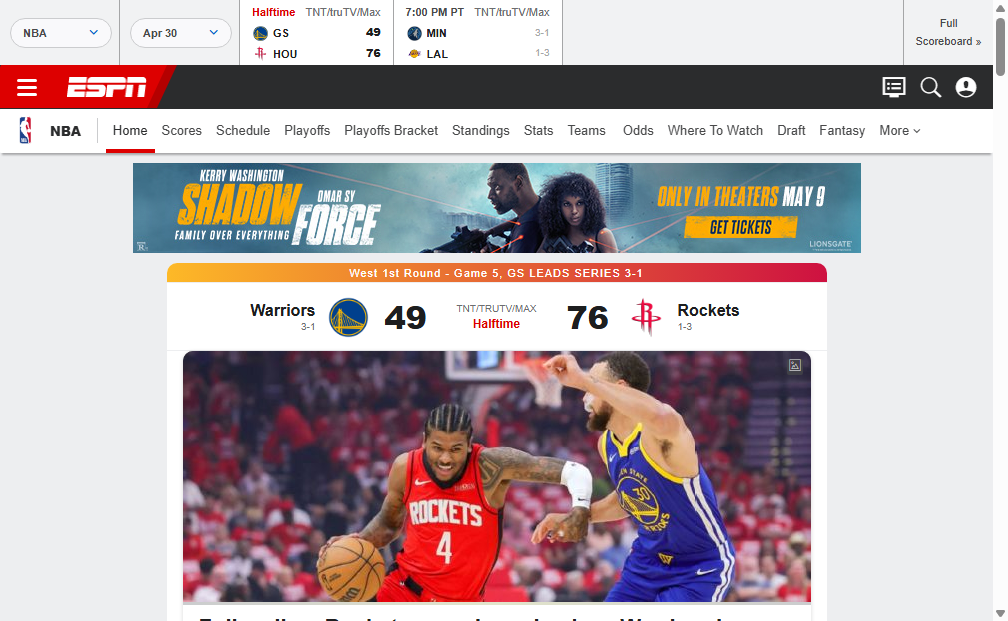 NBA
Apr 30
Halftime TNT/truTV/Max
GS 49
HOU 76
7:00 PM PT TNT/truTV/Max
MIN 3-1
LAL 1-3
Full
Scoreboard »
ESPN
NBA Home Scores Schedule Playoffs Playoffs Bracket Standings Stats Teams Odds Where To Watch Draft Fantasy More
KERRY WASHINGTON
SHADOW
OMAR SY
FORCE
FAMILY OVER EVERYTHING
ONLY IN THEATERS MAY 9
GET TICKETS
R
LIONSGATE
West 1st Round - Game 5, GS LEADS SERIES 3-1
Warriors
3-1
49
TNT/TRUTV/MAX
Halftime
76
Rockets
1-3
ROCKETS
4
30